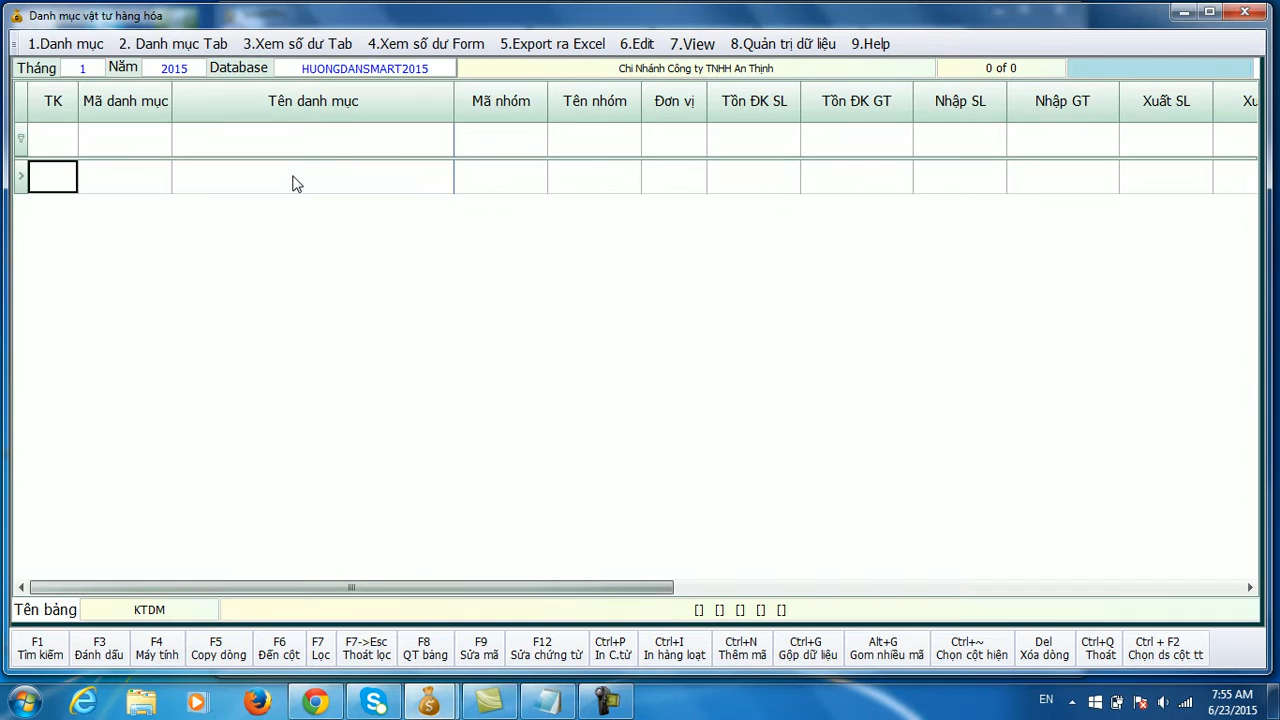 Danh mục vật tư hàng hóa
1.Danh mục 2. Danh mục Tab 3.Xem số dư Tab 4.Xem số dư Form 5.Export ra Excel 6.Edit 7.View 8.Quản trị dữ liệu 9.Help
Tháng 1 Năm 2015 Database HUONGDANSMART2015 Chi Nhánh Công ty TNHH An Thịnh 0 of 0
TK Mã danh mục Tên danh mục Mã nhóm Tên nhóm Đơn vị Tồn ĐK SL Tồn ĐK GT Nhập SL Nhập GT Xuất SL Xu
Tên bảng KTDM [] [] [] [] []
F1 F3 F4 F5 F6 F7 F7->Esc F8 F9 F12 Ctrl+P Ctrl+I Ctrl+N Ctrl+G Alt+G Ctrl+~ Del Ctrl+Q Ctrl + F2
Tìm kiếm Đánh dấu Máy tính Copy dòng Đến cột Lọc Thoát lọc QT bảng Sửa mã Sửa chứng từ In C.từ In hàng loạt Thêm mã Gộp dữ liệu Gom nhiều mã Chọn cột hiện Xóa dòng Thoát Chọn ds cột tt
EN 7:55 AM
6/23/2015